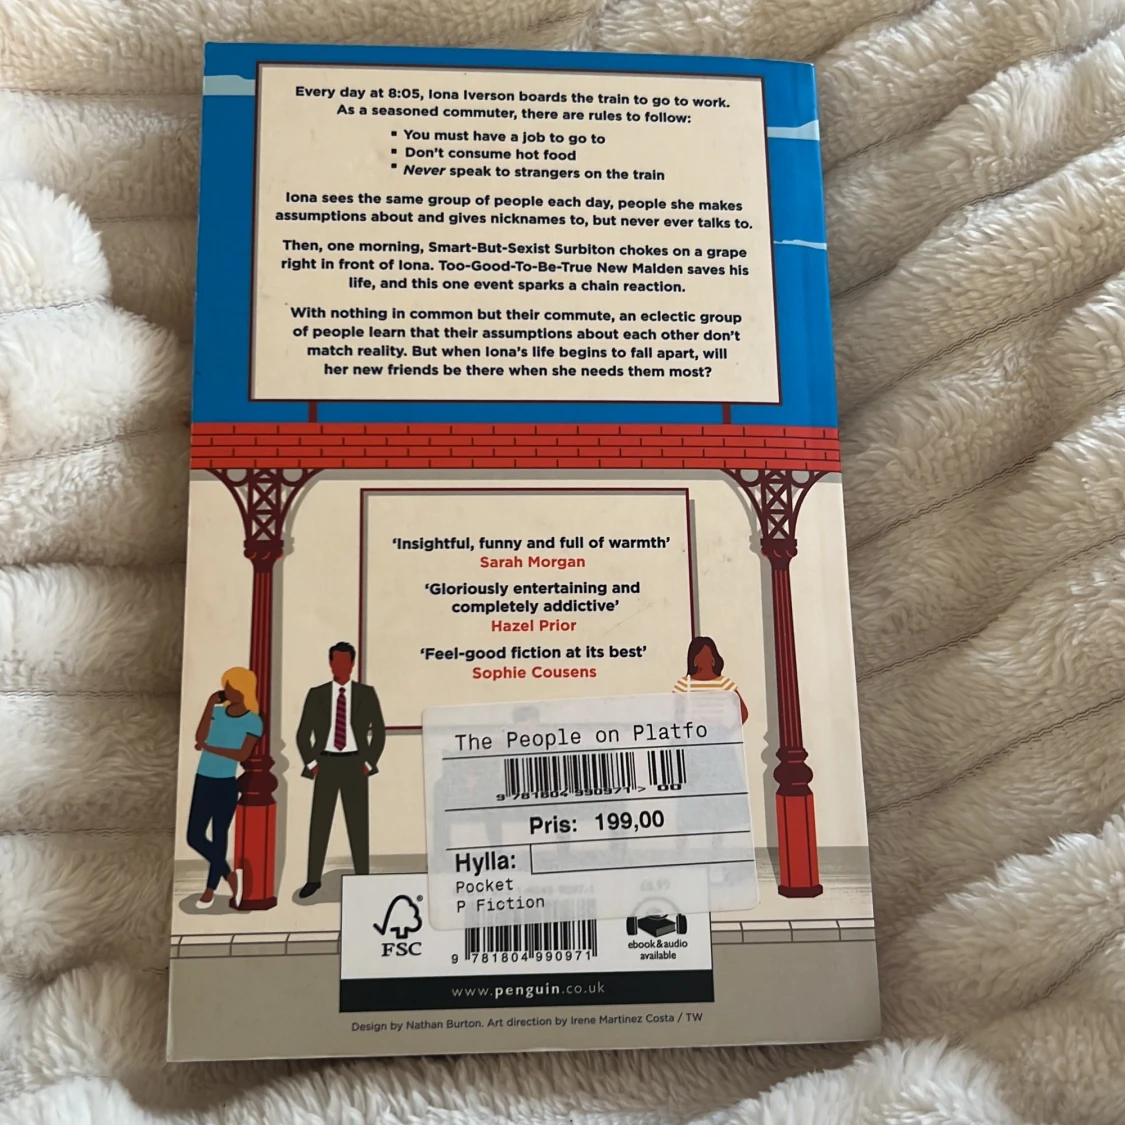 Every day at 8:05, Iona Iverson boards the train to go to work.
As a seasoned commuter, there are rules to follow:
▪ You must have a job to go to
▪ Don't consume hot food
▪ Never speak to strangers on the train
Iona sees the same group of people each day, people she makes
assumptions about and gives nicknames to, but never ever talks to.
Then, one morning, Smart-But-Sexist Surbiton chokes on a grape
right in front of Iona. Too-Good-To-Be-True New Malden saves his
life, and this one event sparks a chain reaction.
With nothing in common but their commute, an eclectic group
of people learn that their assumptions about each other don't
match reality. But when Iona's life begins to fall apart, will
her new friends be there when she needs them most?
'Insightful, funny and full of warmth'
Sarah Morgan
'Gloriously entertaining and
completely addictive'
Hazel Prior
'Feel-good fiction at its best'
Sophie Cousens
The People on Platfo
9 781804 990971 > 00
Pris: 199,00
Hylla:
Pocket
P Fiction
FSC ®
9 781804 990971
ebook & audio
available
www.penguin.co.uk
Design by Nathan Burton. Art direction by Irene Martinez Costa / TW